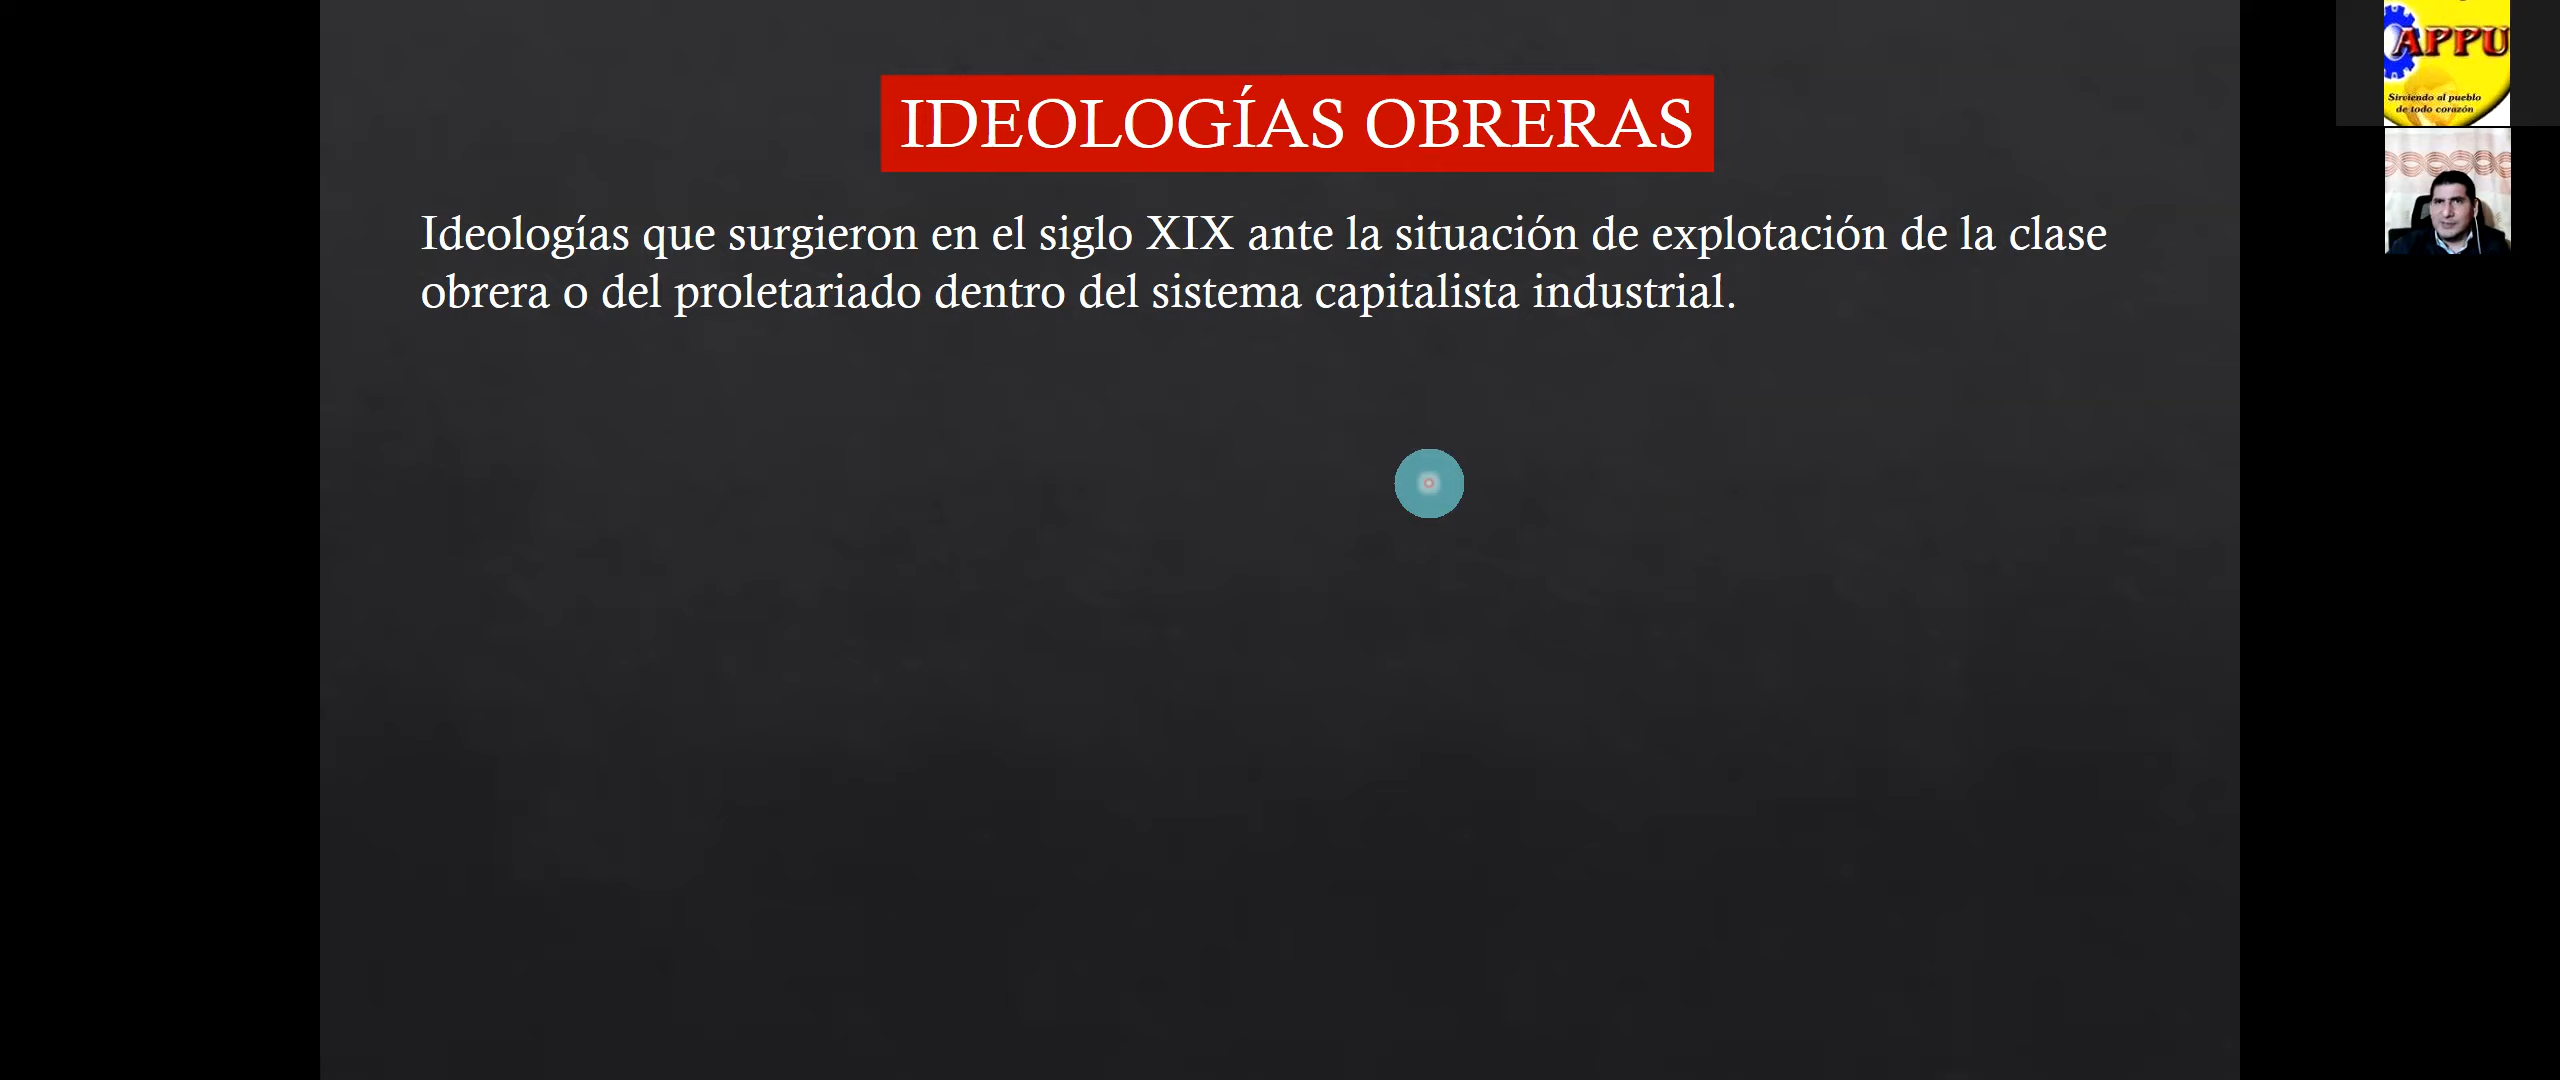 IDEOLOGÍAS OBRERAS
Ideologías que surgieron en el siglo XIX ante la situación de explotación de la clase
obrera o del proletariado dentro del sistema capitalista industrial.
CAPPU
Sirviendo al pueblo
de todo corazón